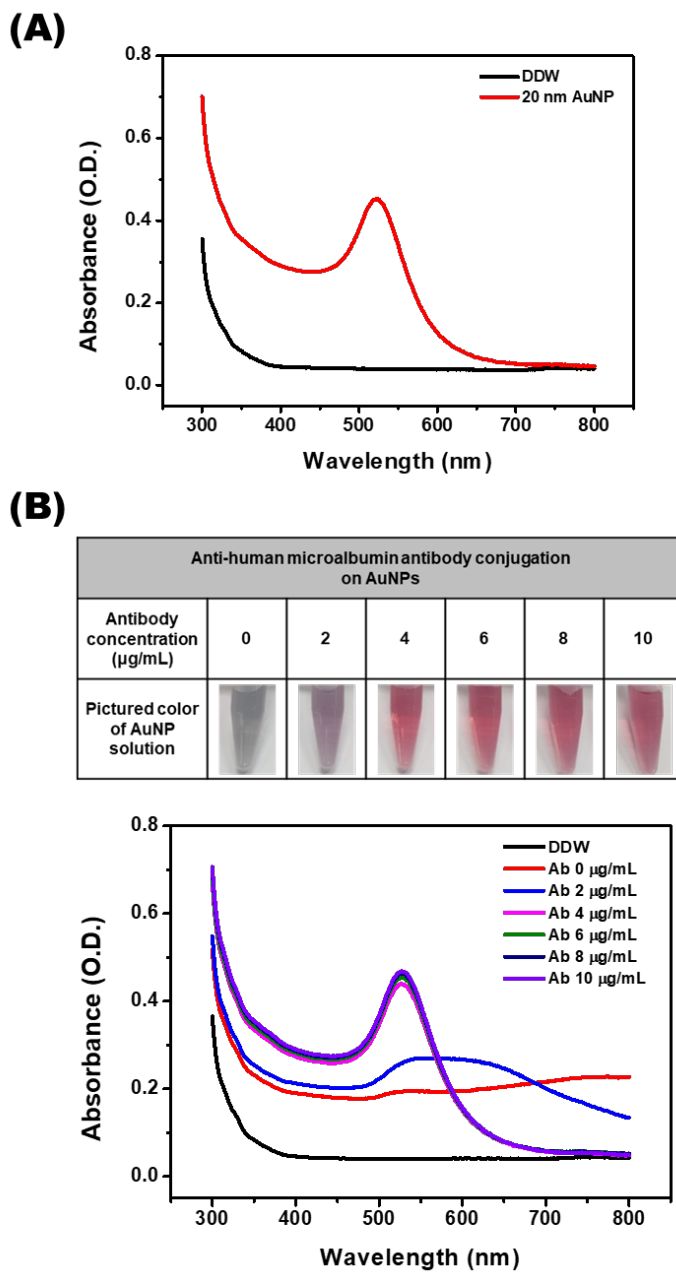 (A)
0.8
0.6
0.4
0.2
0.0
Absorbance (O.D.)
DDW
20 nm AuNP
300 400 500 600 700 800
Wavelength (nm)
(B)
Anti-human microalbumin antibody conjugation
on AuNPs
Antibody
concentration
(µg/mL)
0 2 4 6 8 10
Pictured color
of AuNP
solution
0.8
0.6
0.4
0.2
0.0
Absorbance (O.D.)
DDW
Ab 0 µg/mL
Ab 2 µg/mL
Ab 4 µg/mL
Ab 6 µg/mL
Ab 8 µg/mL
Ab 10 µg/mL
300 400 500 600 700 800
Wavelength (nm)